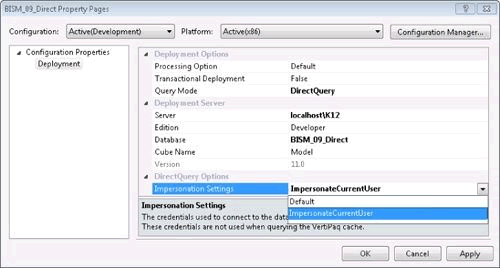 BISM_09_Direct Property Pages
Configuration: Active(Development) Platform: Active(x86) Configuration Manager...
Configuration Properties
Deployment
Deployment Options
Processing Option Default
Transactional Deployment False
Query Mode DirectQuery
Deployment Server
Server localhost\K12
Edition Developer
Database BISM_09_Direct
Cube Name Model
Version 11.0
DirectQuery Options
Impersonation Settings ImpersonateCurrentUser
Default
ImpersonateCurrentUser
Impersonation Settings
The credentials used to connect to the data
These credentials are not used when querying the VertiPaq cache.
OK Cancel Apply